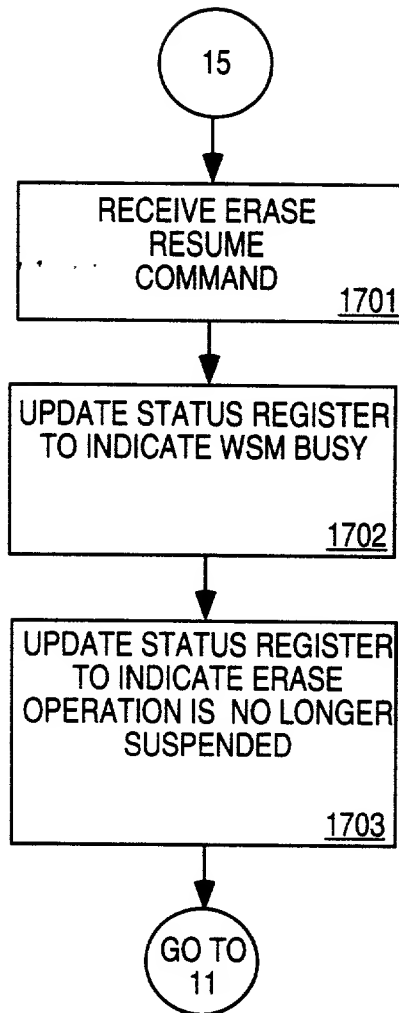 15
RECEIVE ERASE
RESUME
COMMAND
1701
UPDATE STATUS REGISTER
TO INDICATE WSM BUSY
1702
UPDATE STATUS REGISTER
TO INDICATE ERASE
OPERATION IS NO LONGER
SUSPENDED
1703
GO TO
11